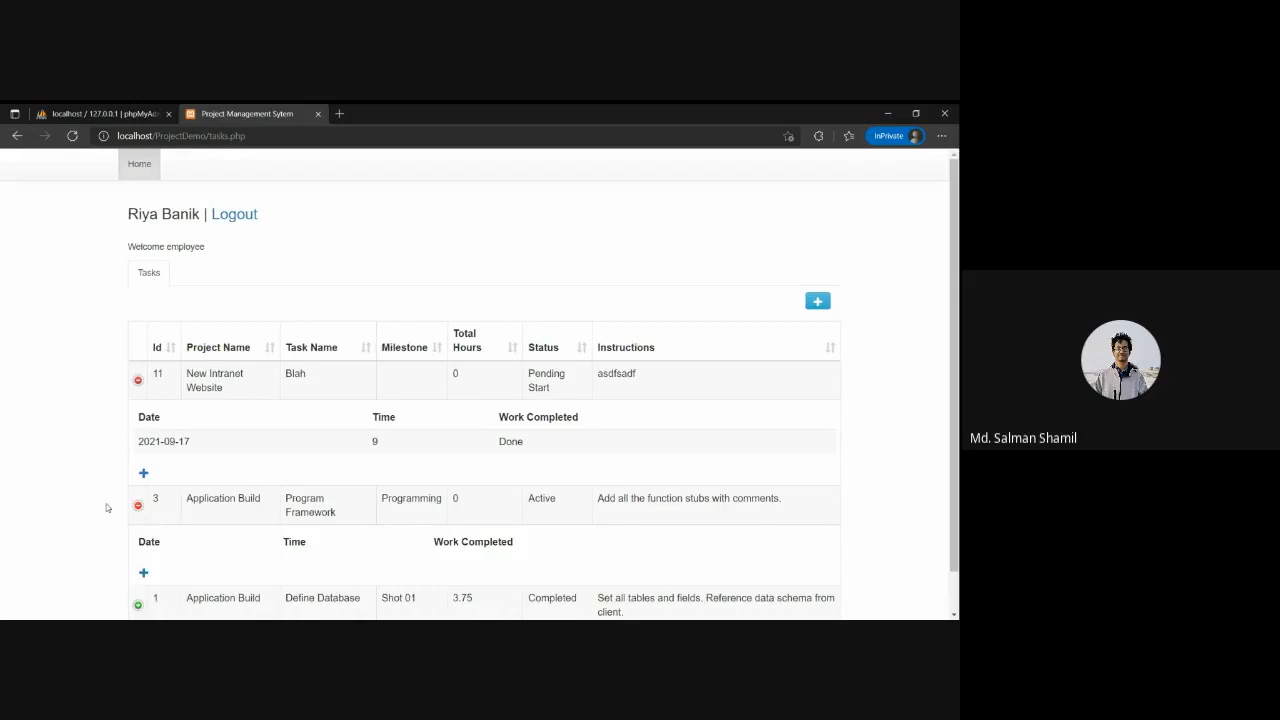 localhost / 127.0.0.1 | phpMyAd
Project Management Sytem
localhost/ProjectDemo/tasks.php
InPrivate
Home
Riya Banik | Logout
Welcome employee
Tasks
Id Project Name Task Name Milestone Total Hours Status Instructions
11 New Intranet Website Blah 0 Pending Start asdfsadf
Date Time Work Completed
2021-09-17 9 Done
3 Application Build Program Framework Programming 0 Active Add all the function stubs with comments.
Date Time Work Completed
1 Application Build Define Database Shot 01 3.75 Completed Set all tables and fields. Reference data schema from client.
Md. Salman Shamil